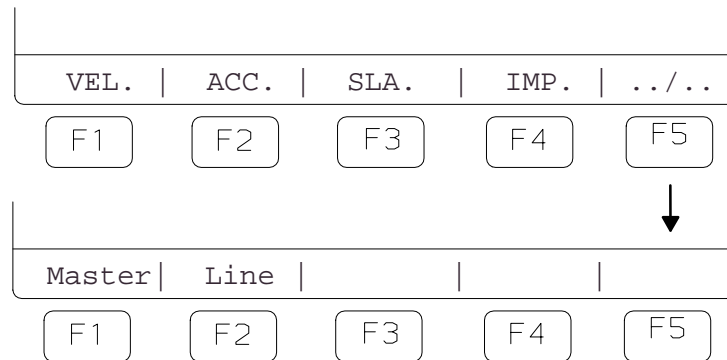 VEL. | ACC. | SLA. | IMP. | ../..
F1 F2 F3 F4 F5
Master| Line | | |
F1 F2 F3 F4 F5